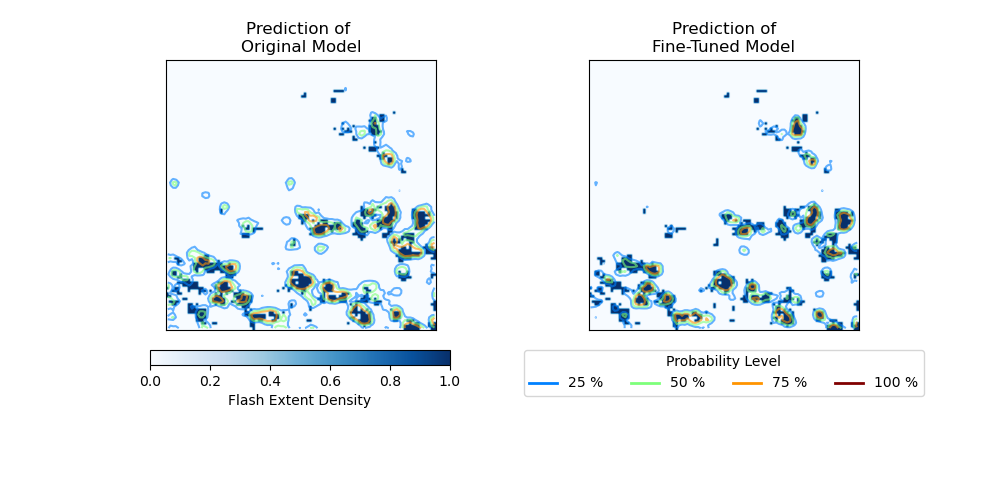 Prediction of
Original Model
Prediction of
Fine-Tuned Model
0.0 0.2 0.4 0.6 0.8 1.0
Flash Extent Density
Probability Level
25 % 50 % 75 % 100 %